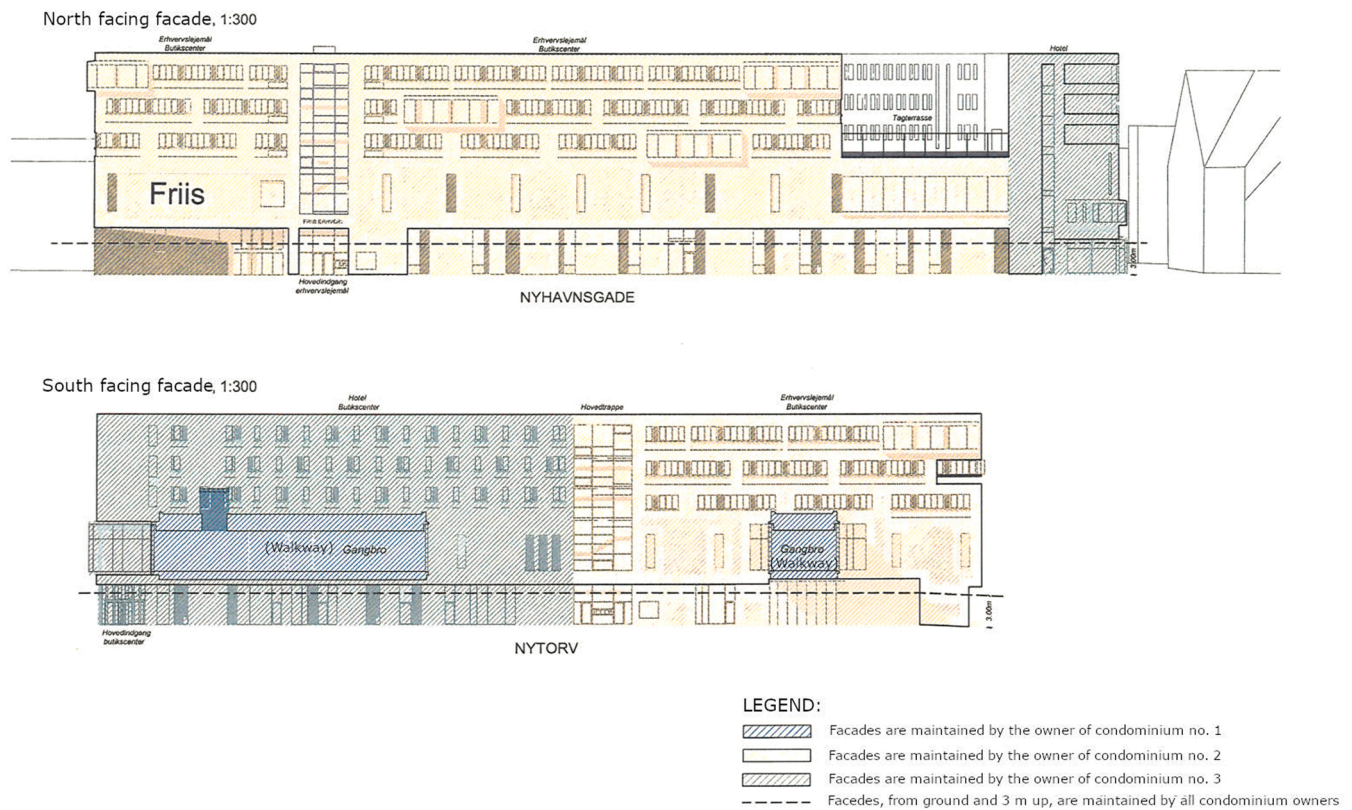 North facing facade, 1:300
Erhvervslejemål
Butikscenter
Erhvervslejemål
Butikscenter
Hotel
Tagterrasse
Friis
FRIIS ERHVERV
3.00m
Hovedindgang
erhvervslejemål
NYHAVNSGADE
South facing facade, 1:300
Hotel
Butikscenter
Hovedtrappe
Erhvervslejemål
Butikscenter
(Walkway) Gangbro
Gangbro
(Walkway)
3.00m
Hovedindgang
butikscenter
NYTORV
LEGEND:
Facades are maintained by the owner of condominium no. 1
Facades are maintained by the owner of condominium no. 2
Facades are maintained by the owner of condominium no. 3
Facedes, from ground and 3 m up, are maintained by all condominium owners